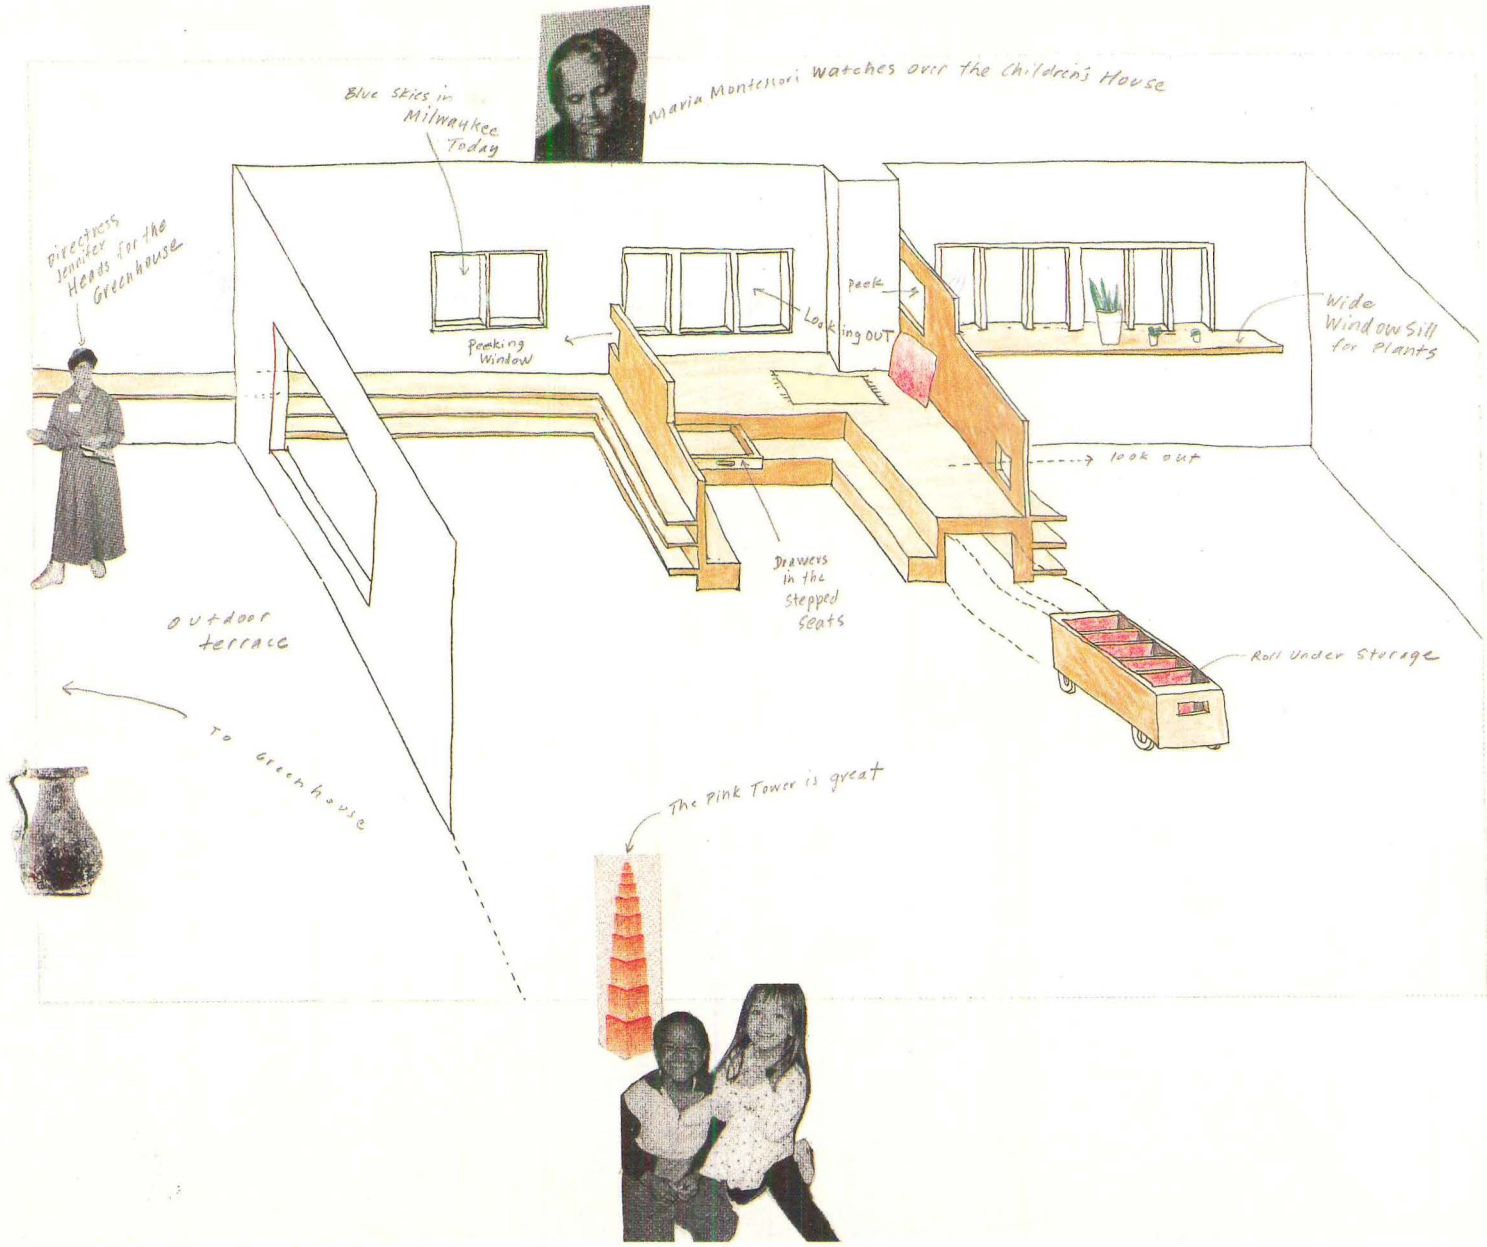 Maria Montessori watches over the Children's House
Blue Skies in
Milwaukee
Today
Directress
Jennifer
Heads for the
Greenhouse
Peeking
Window
Looking OUT
Peek
Wide
Window Sill
for Plants
look out
Drawers
in the
Stepped
Seats
Outdoor
terrace
Roll Under Storage
To Greenhouse
The Pink Tower is great